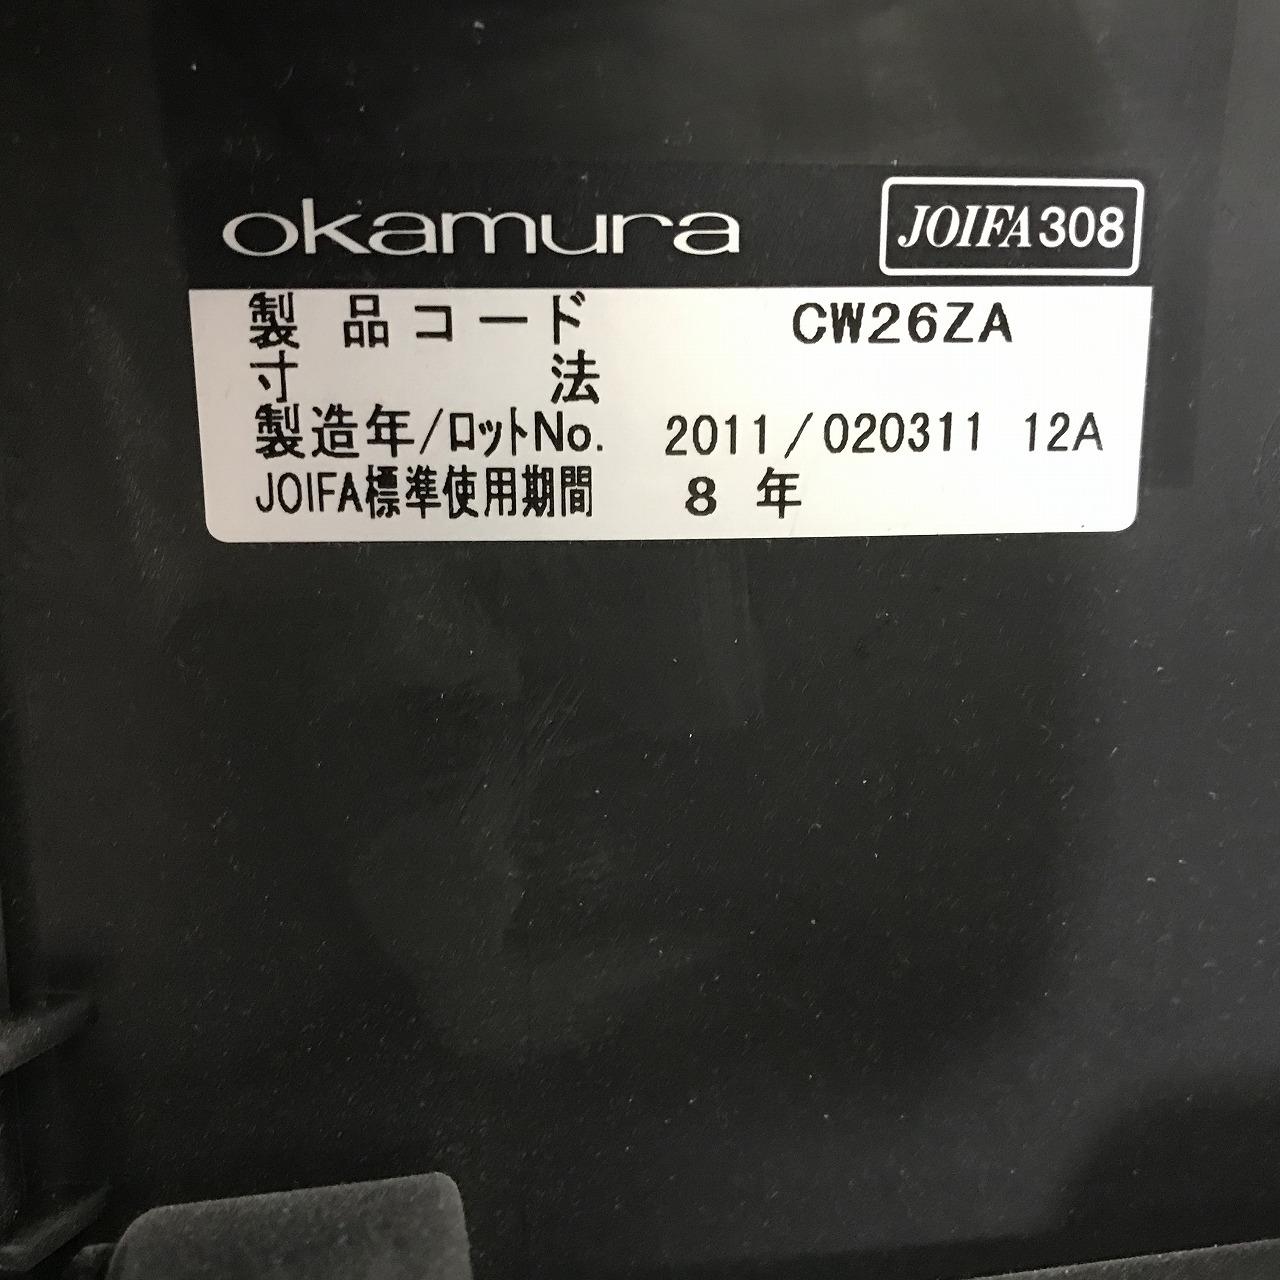 okamura JOIFA308
製品コード CW26ZA
寸法
製造年/ロットNo. 2011/020311 12A
JOIFA標準使用期間 8年